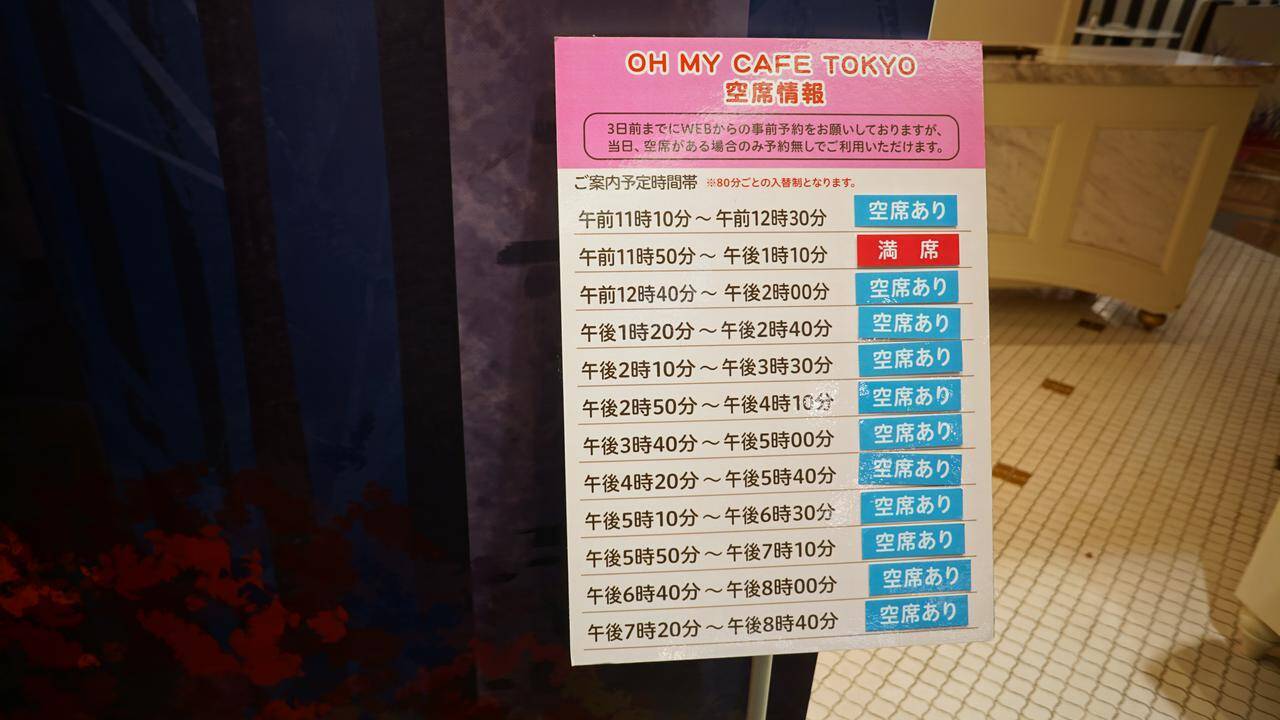 OH MY CAFE TOKYO
空席情報
3日前までにWEBからの事前予約をお願いしておりますが、
当日、空席がある場合のみ予約無しでご利用いただけます。
ご案内予定時間帯 ※80分ごとの入替制となります。
午前11時10分～午前12時30分 空席あり
午前11時50分～午後1時10分 満 席
午前12時40分～午後2時00分 空席あり
午後1時20分～午後2時40分 空席あり
午後2時10分～午後3時30分 空席あり
午後2時50分～午後4時10分 空席あり
午後3時40分～午後5時00分 空席あり
午後4時20分～午後5時40分 空席あり
午後5時10分～午後6時30分 空席あり
午後5時50分～午後7時10分 空席あり
午後6時40分～午後8時00分 空席あり
午後7時20分～午後8時40分 空席あり